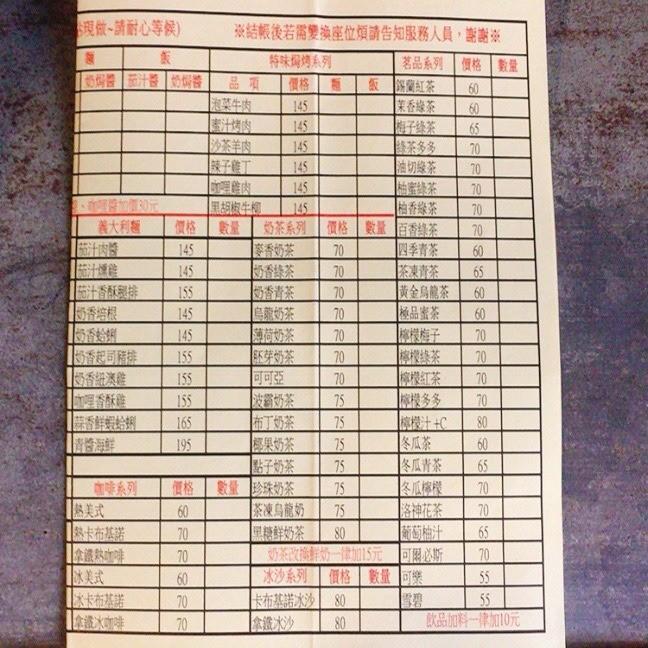 現做~請耐心等候)
※結帳後若需變換座位煩請告知服務人員，謝謝※
麵 飯
奶焗醬 茄汁醬 奶焗醬
咖哩醬加價30元
特味焗烤系列
品 項 價格 麵 飯
泡菜牛肉 145
蜜汁烤肉 145
沙茶羊肉 145
辣子雞丁 145
咖哩雞肉 145
黑胡椒牛柳 145
義大利麵 價格 數量
茄汁肉醬 145
茄汁燻雞 145
茄汁香酥腿排 155
奶香培根 145
奶香蛤蜊 145
奶香起司豬排 155
奶香紐澳雞 155
咖哩香酥雞 155
蒜香鮮蝦蛤蜊 165
青醬海鮮 195
咖啡系列 價格 數量
熱美式 60
熱卡布基諾 70
拿鐵熱咖啡 70
冰美式 60
冰卡布基諾 70
拿鐵冰咖啡 70
奶茶系列 價格 數量
麥香奶茶 70
奶香綠茶 70
奶香青茶 70
烏龍奶茶 70
薄荷奶茶 70
胚芽奶茶 70
可可亞 70
波霸奶茶 75
布丁奶茶 75
椰果奶茶 75
點子奶茶 75
珍珠奶茶 75
茶凍烏龍奶 75
黑糖鮮奶茶 80
奶茶改換鮮奶一律加15元
冰沙系列 價格 數量
卡布基諾冰沙 80
拿鐵冰沙 80
茗品系列 價格 數量
錫蘭紅茶 60
茉香綠茶 60
梅子綠茶 65
綠茶多多 70
油切綠茶 70
柚蜜綠茶 70
柚香綠茶 70
百香綠茶 70
四季青茶 60
茶凍青茶 65
黃金烏龍茶 60
極品蜜茶 60
檸檬梅子 70
檸檬綠茶 70
檸檬紅茶 70
檸檬多多 70
檸檬汁+C 80
冬瓜茶 60
冬瓜青茶 65
冬瓜檸檬 70
洛神花茶 70
葡萄柚汁 65
可爾必斯 70
可樂 55
雪碧 55
飲品加料一律加10元